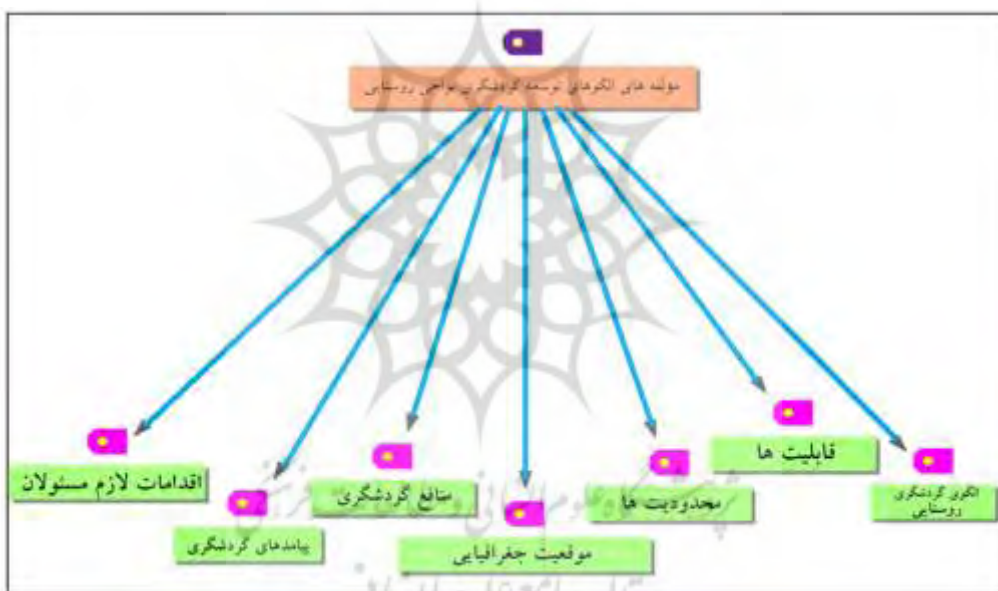 مولفه های الگوهای توسعه گردشگری نواحی روستایی
قابلیت ها
اقدامات لازم مسئولان
منافع گردشگری
محدودیت ها
الگوی گردشگری
روستایی
پیامدهای گردشگری
موقعیت جغرافیایی